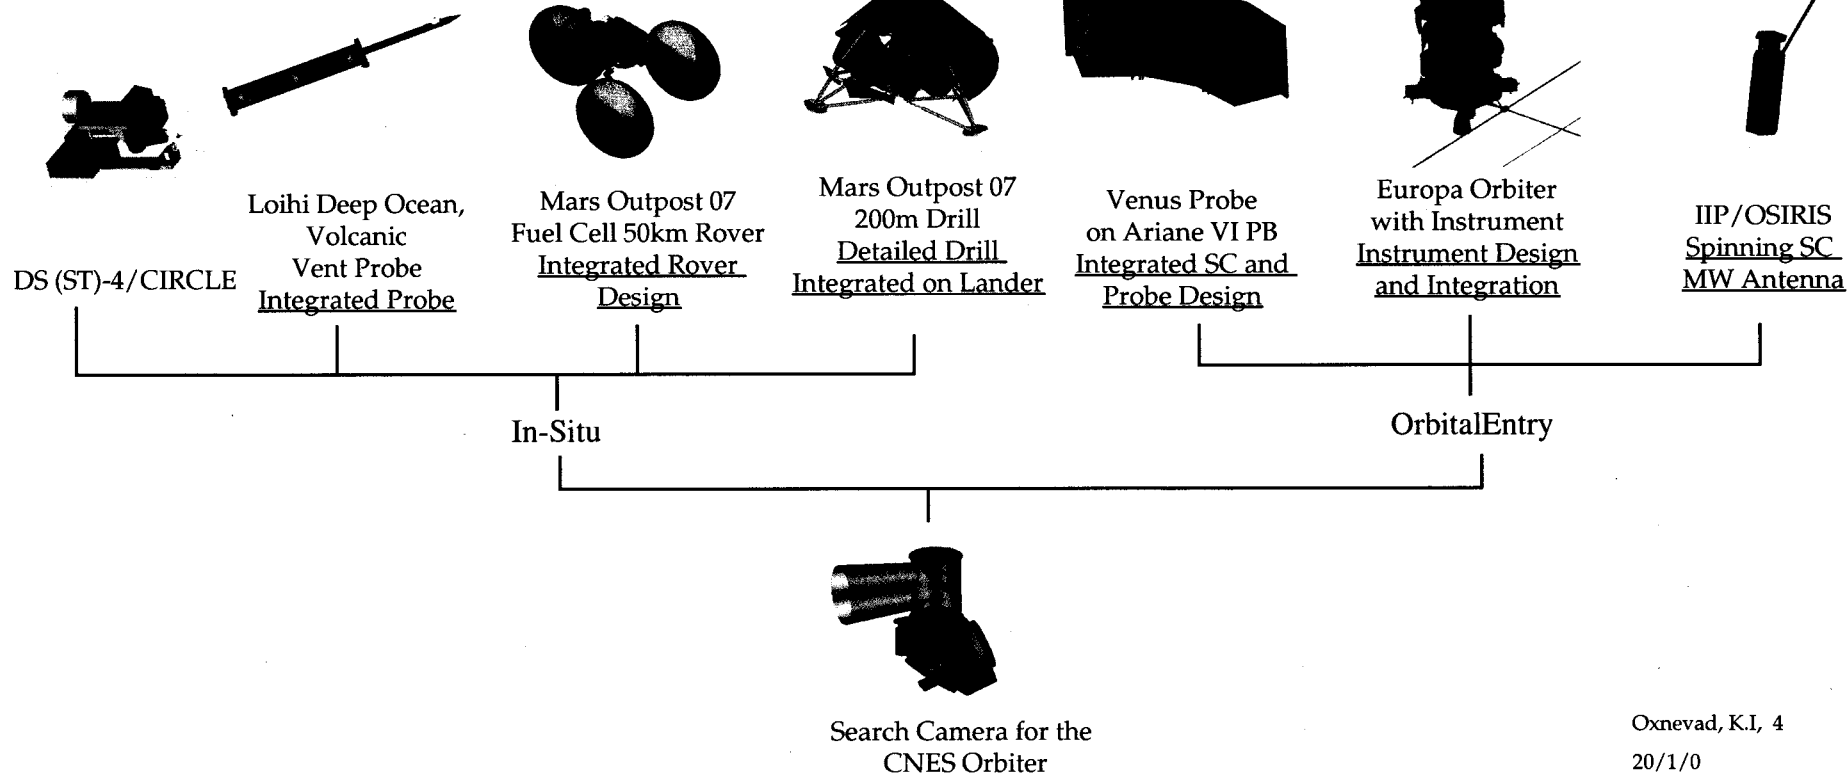 DS (ST)-4/CIRCLE
Loihi Deep Ocean,
Volcanic
Vent Probe
Integrated Probe
Mars Outpost 07
Fuel Cell 50km Rover
Integrated Rover
Design
Mars Outpost 07
200m Drill
Detailed Drill
Integrated on Lander
Venus Probe
on Ariane VI PB
Integrated SC and
Probe Design
Europa Orbiter
with Instrument
Instrument Design
and Integration
IIP/OSIRIS
Spinning SC
MW Antenna
In-Situ
OrbitalEntry
Search Camera for the
CNES Orbiter
Oxnevad, K.I, 4
20/1/0